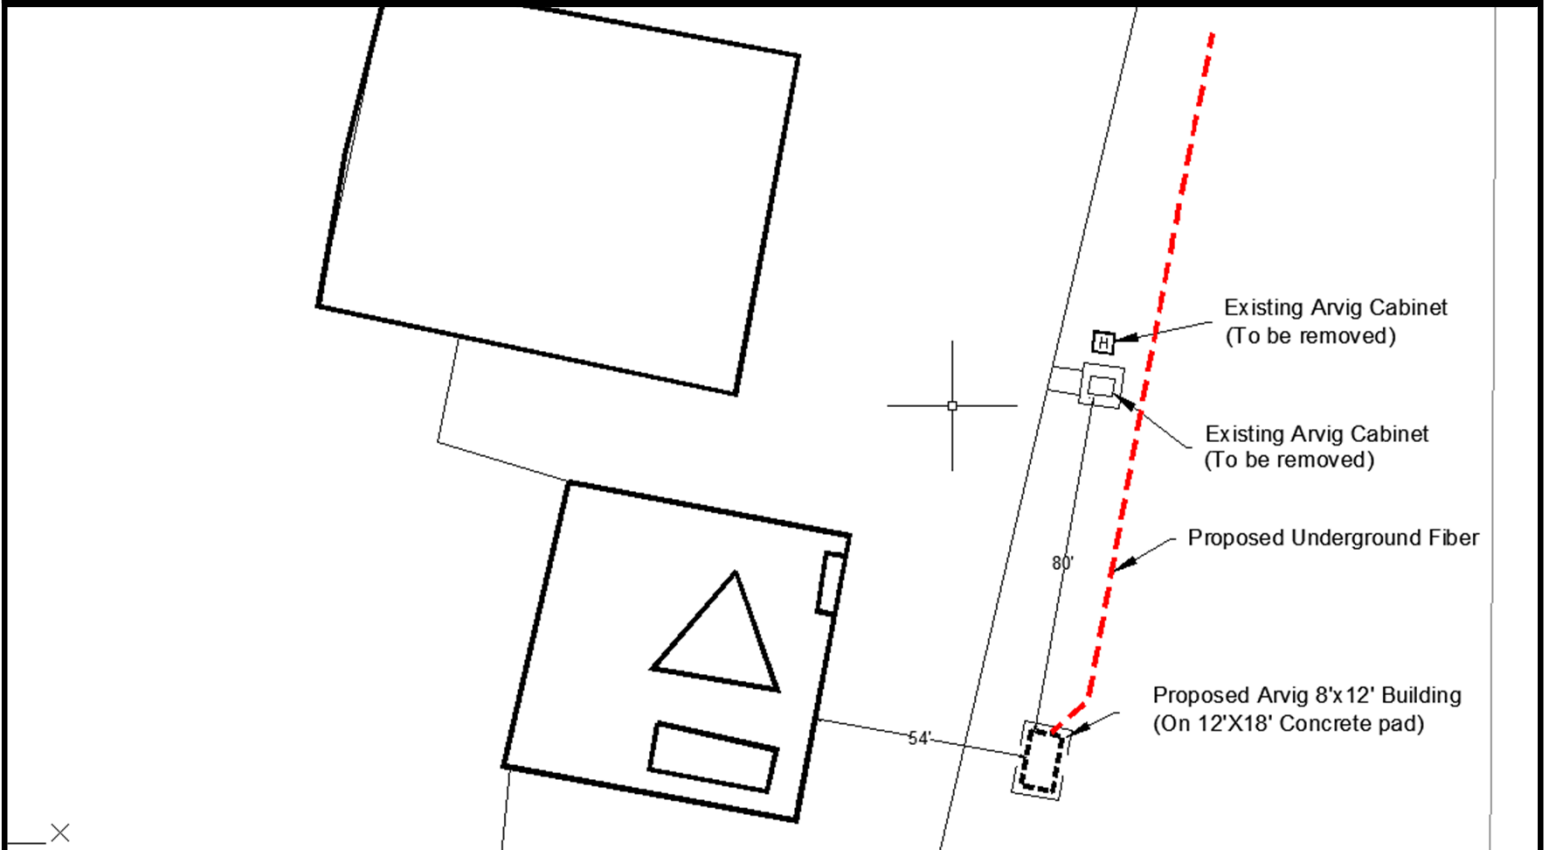 Existing Arvig Cabinet
(To be removed)
H
Existing Arvig Cabinet
(To be removed)
Proposed Underground Fiber
80'
Proposed Arvig 8'x12' Building
(On 12'X18' Concrete pad)
54'